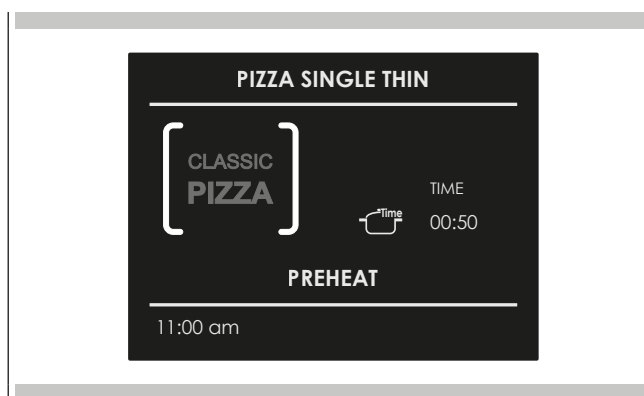 PIZZA SINGLE THIN
CLASSIC
PIZZA
TIME
Time
00:50
PREHEAT
11:00 am